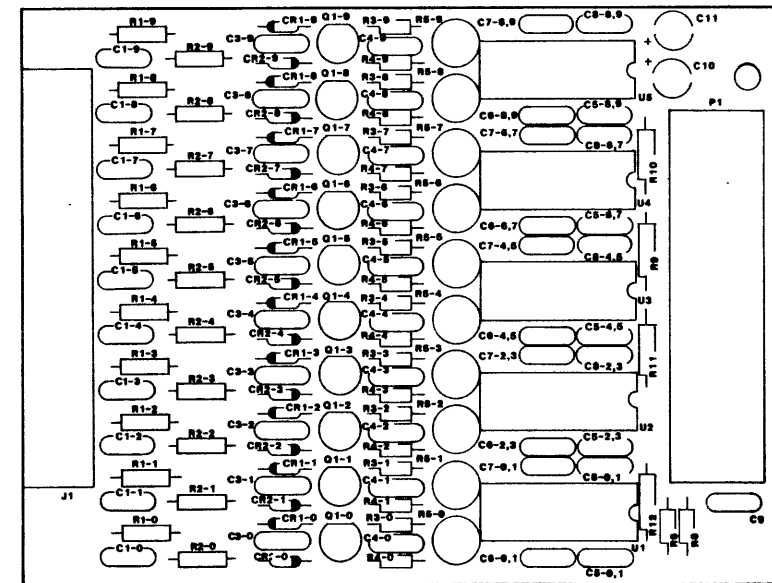 R1-9 CR1-9 Q1-9 R3-9 R5-9 C7-8,9 C8-8,9 C11
C1-9 R2-9 C3-9 CR2-9 C4-9 R4-9 + + C10
R1-8 CR1-8 Q1-8 R3-8 R5-8 U5
C1-8 R2-8 C3-8 CR2-8 C4-8 R4-8 C6-8,9 C5-8,9 P1
R1-7 CR1-7 Q1-7 R3-7 R5-7 C7-6,7 C8-6,7
C1-7 R2-7 C3-7 CR2-7 C4-7 R4-7 R10
R1-6 CR1-6 Q1-6 R3-6 R5-6 U4
C1-6 R2-6 C3-6 CR2-6 C4-6 R4-6 C6-6,7 C5-6,7
R1-5 CR1-5 Q1-5 R3-5 R5-5 C7-4,5 C8-4,5
C1-5 R2-5 C3-5 CR2-5 C4-5 R4-5 R9
R1-4 CR1-4 Q1-4 R3-4 R5-4 U3
C1-4 R2-4 C3-4 CR2-4 C4-4 R4-4 C6-4,5 C5-4,5
R1-3 CR1-3 Q1-3 R3-3 R5-3 C7-2,3 C8-2,3
C1-3 R2-3 C3-3 CR2-3 C4-3 R4-3 R11
R1-2 CR1-2 Q1-2 R3-2 R5-2 U2
C1-2 R2-2 C3-2 CR2-2 C4-2 R4-2 C6-2,3 C5-2,3
R1-1 CR1-1 Q1-1 R3-1 R5-1 C7-0,1 C8-0,1
J1 C1-1 R2-1 C3-1 CR2-1 C4-1 R4-1 R12 C9
R1-0 CR1-0 Q1-0 R3-0 R5-0 U1
C1-0 R2-0 C3-0 C4-0 R4-0 C6-0,1 C5-0,1